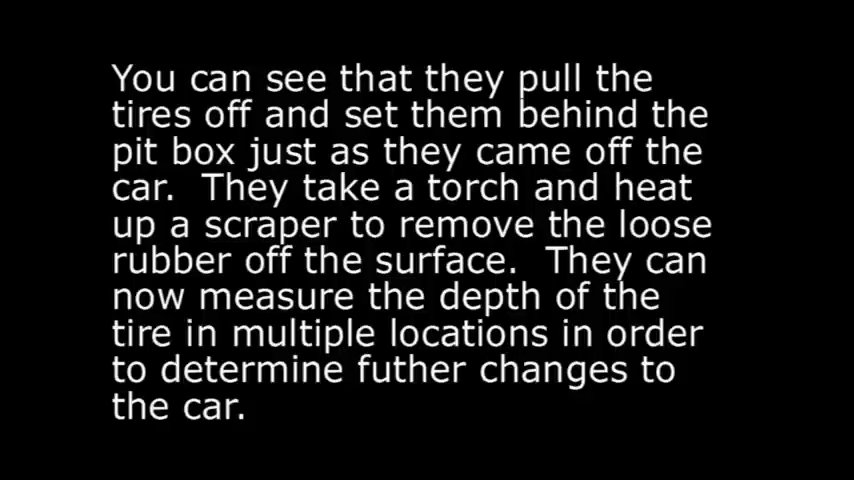 You can see that they pull the
tires off and set them behind the
pit box just as they came off the
car.  They take a torch and heat
up a scraper to remove the loose
rubber off the surface.  They can
now measure the depth of the
tire in multiple locations in order
to determine futher changes to
the car.